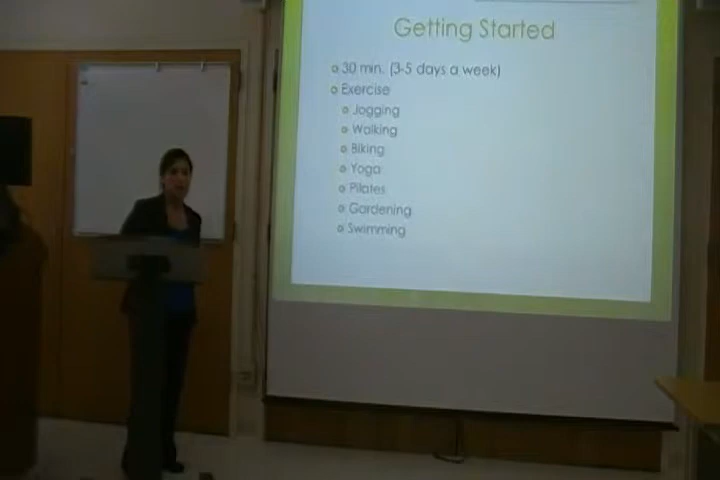 Getting Started
30 min. (3-5 days a week)
Exercise
Jogging
Walking
Biking
Yoga
Pilates
Gardening
Swimming